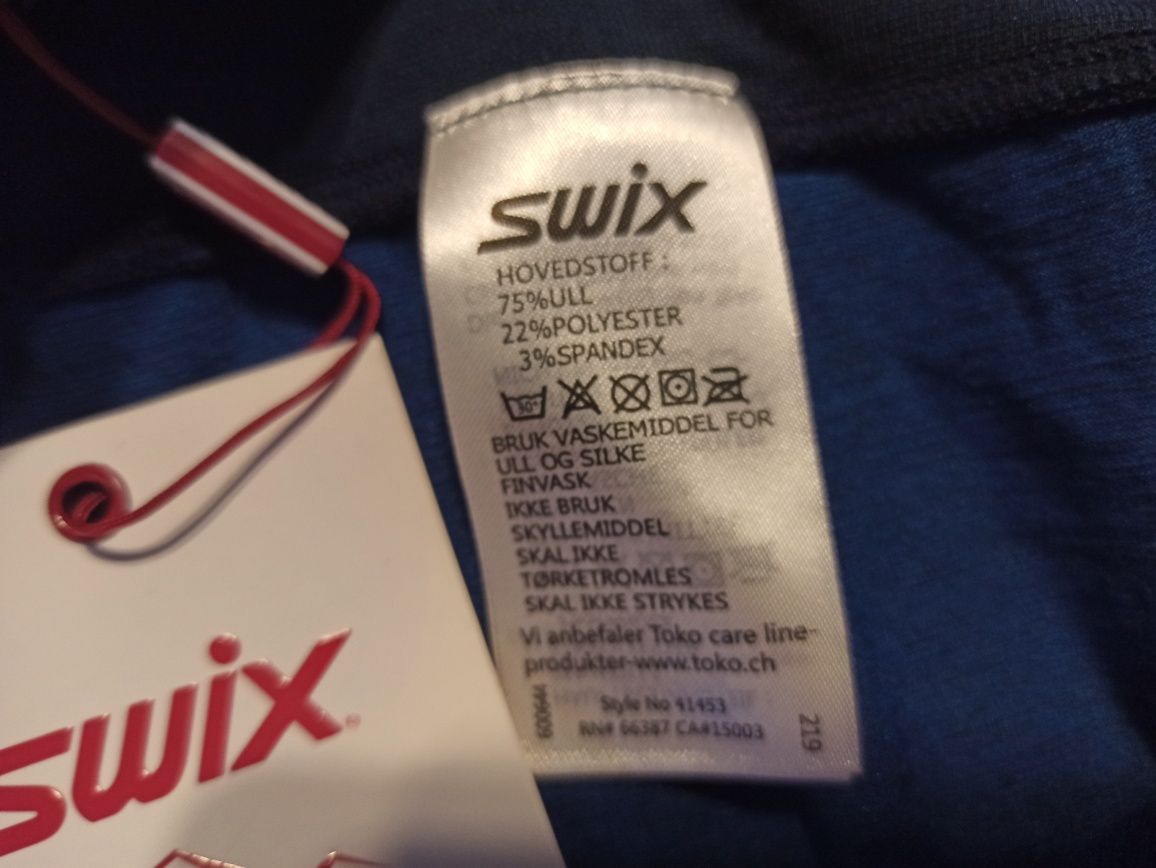 swix
HOVEDSTOFF :
75%ULL
22%POLYESTER
3%SPANDEX
30°
BRUK VASKEMIDDEL FOR
ULL OG SILKE
FINVASK
IKKE BRUK
SKYLLEMIDDEL
SKAL IKKE
TØRKETROMLES
SKAL IKKE STRYKES
Vi anbefaler Toko care line-
produkter-www.toko.ch
Style No 41453
RN# 66387 CA#15003
219
swix